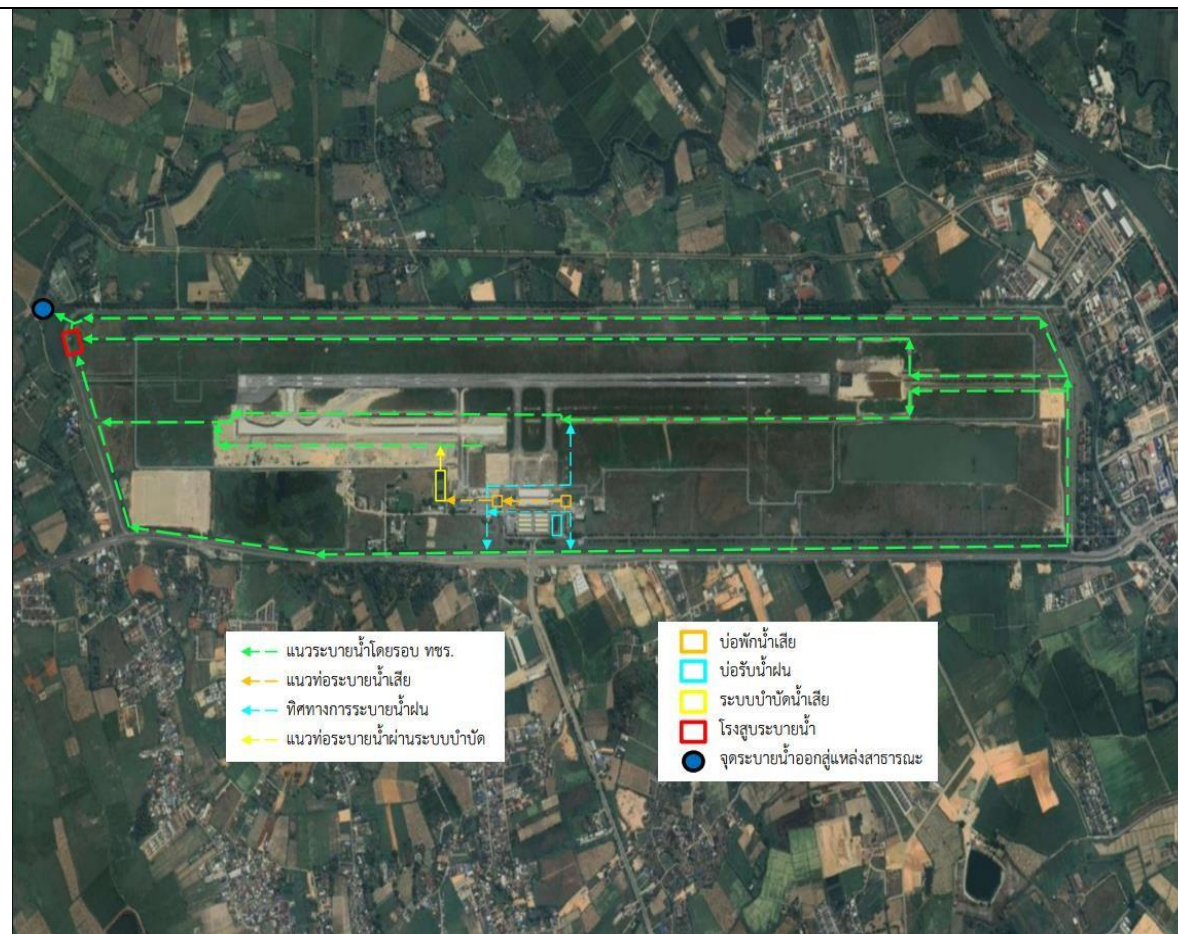 แนวระบายน้ำโดยรอบ ทชร.
แนวท่อระบายน้ำเสีย
ทิศทางการระบายน้ำฝน
แนวท่อระบายน้ำผ่านระบบบำบัด
บ่อพักน้ำเสีย
บ่อรับน้ำฝน
ระบบบำบัดน้ำเสีย
โรงสูบระบายน้ำ
จุดระบายน้ำออกสู่แหล่งสาธารณะ